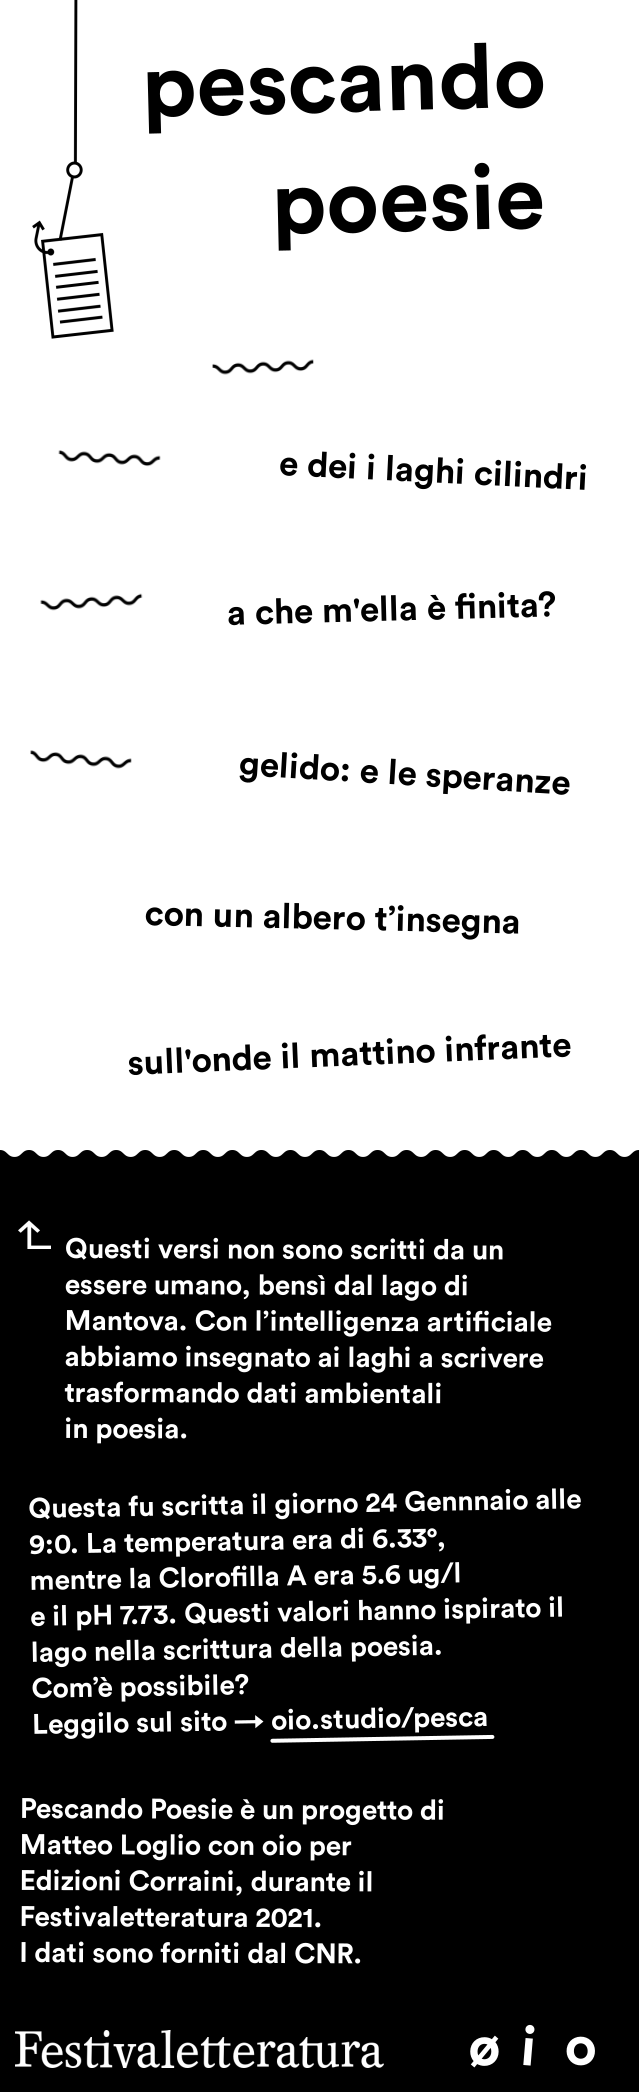 pescando
poesie
e dei i laghi cilindri
a che m'ella è finita?
gelido: e le speranze
con un albero t’insegna
sull'onde il mattino infrante
Questi versi non sono scritti da un
essere umano, bensì dal lago di
Mantova. Con l’intelligenza artificiale
abbiamo insegnato ai laghi a scrivere
trasformando dati ambientali
in poesia.
Questa fu scritta il giorno 24 Gennnaio alle
9:0. La temperatura era di 6.33°,
mentre la Clorofilla A era 5.6 ug/l
e il pH 7.73. Questi valori hanno ispirato il
lago nella scrittura della poesia.
Com’è possibile?
Leggilo sul sito → oio.studio/pesca
Pescando Poesie è un progetto di
Matteo Loglio con oio per
Edizioni Corraini, durante il
Festivaletteratura 2021.
I dati sono forniti dal CNR.
Festivaletteratura ø i o